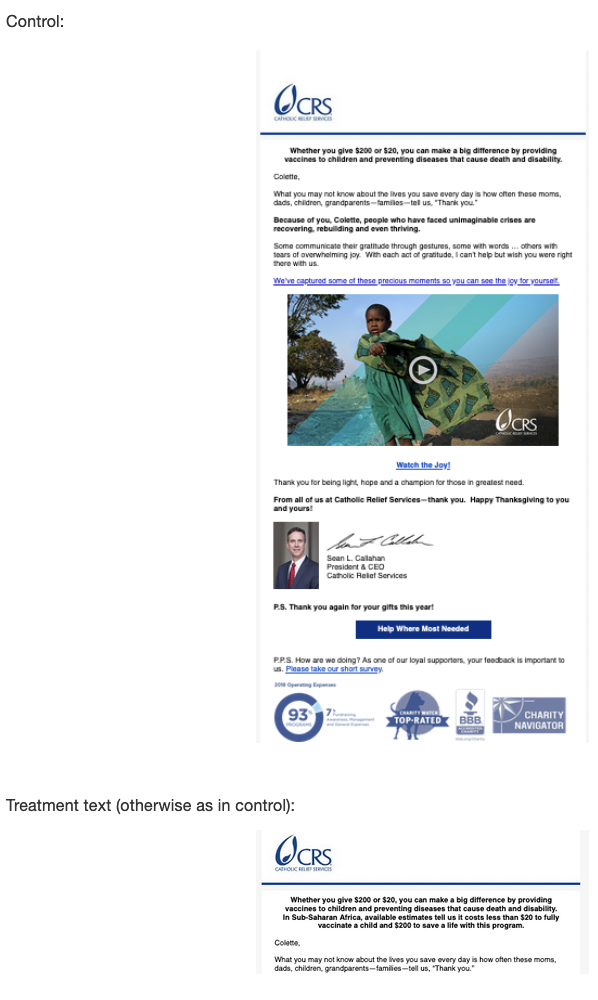 Control:
CRS
CATHOLIC RELIEF SERVICES
Whether you give $200 or $20, you can make a big difference by providing
vaccines to children and preventing diseases that cause death and disability.
Colette,
What you may not know about the lives you save every day is how often these moms,
dads, children, grandparents—families—tell us, "Thank you."
Because of you, Colette, people who have faced unimaginable crises are
recovering, rebuilding and even thriving.
Some communicate their gratitude through gestures, some with words ... others with
tears of overwhelming joy. With each act of gratitude, I can't help but wish you were right
there with us.
We've captured some of these precious moments so you can see the joy for yourself.
CRS
CATHOLIC RELIEF SERVICES
Watch the Joy!
Thank you for being light, hope and a champion for those in greatest need.
From all of us at Catholic Relief Services—thank you. Happy Thanksgiving to you
and yours!
Sean L. Callahan
Sean L. Callahan
President & CEO
Catholic Relief Services
P.S. Thank you again for your gifts this year!
Help Where Most Needed
P.P.S. How are we doing? As one of our loyal supporters, your feedback is important to
us. Please take our short survey.
2018 Operating Expenses
93%
PROGRAMS
7%
Fundraising
Awareness, Management
and General Expenses
CHARITY WATCH
TOP-RATED
BBB
ACCREDITED
CHARITY
CHARITY
NAVIGATOR
Treatment text (otherwise as in control):
CRS
CATHOLIC RELIEF SERVICES
Whether you give $200 or $20, you can make a big difference by providing
vaccines to children and preventing diseases that cause death and disability.
In Sub-Saharan Africa, available estimates tell us it costs less than $20 to fully
vaccinate a child and $200 to save a life with this program.
Colette,
What you may not know about the lives you save every day is how often these moms,
dads, children, grandparents—families—tell us, "Thank you."